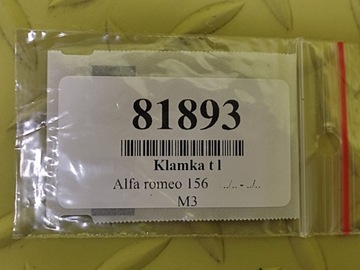 81893
Klamka t l
Alfa romeo 156 ../.. - ../..
M3